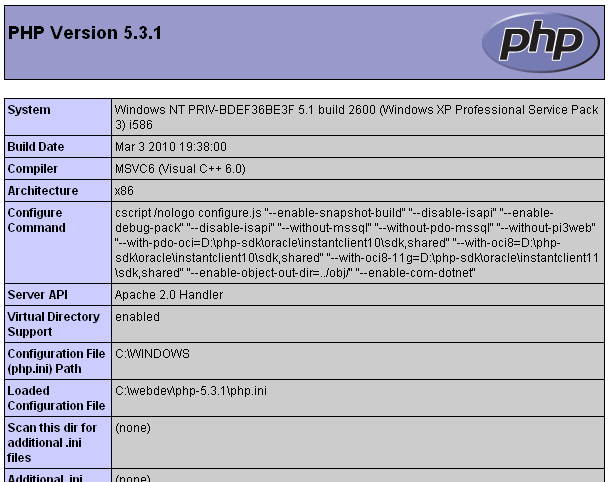 PHP Version 5.3.1
php
System
Windows NT PRIV-BDEF36BE3F 5.1 build 2600 (Windows XP Professional Service Pack
3) i586
Build Date
Mar 3 2010 19:38:00
Compiler
MSVC6 (Visual C++ 6.0)
Architecture
x86
Configure
Command
cscript /nologo configure.js "--enable-snapshot-build" "--disable-isapi" "--enable-
debug-pack" "--disable-isapi" "--without-mssql" "--without-pdo-mssql" "--without-pi3web"
"--with-pdo-oci=D:\php-sdk\oracle\instantclient10\sdk,shared" "--with-oci8=D:\php-
sdk\oracle\instantclient10\sdk,shared" "--with-oci8-11g=D:\php-sdk\oracle\instantclient11
\sdk,shared" "--enable-object-out-dir=../obj/" "--enable-com-dotnet"
Server API
Apache 2.0 Handler
Virtual Directory
Support
enabled
Configuration File
(php.ini) Path
C:\WINDOWS
Loaded
Configuration File
C:\webdev\php-5.3.1\php.ini
Scan this dir for
additional .ini
files
(none)
Additional .ini
(none)